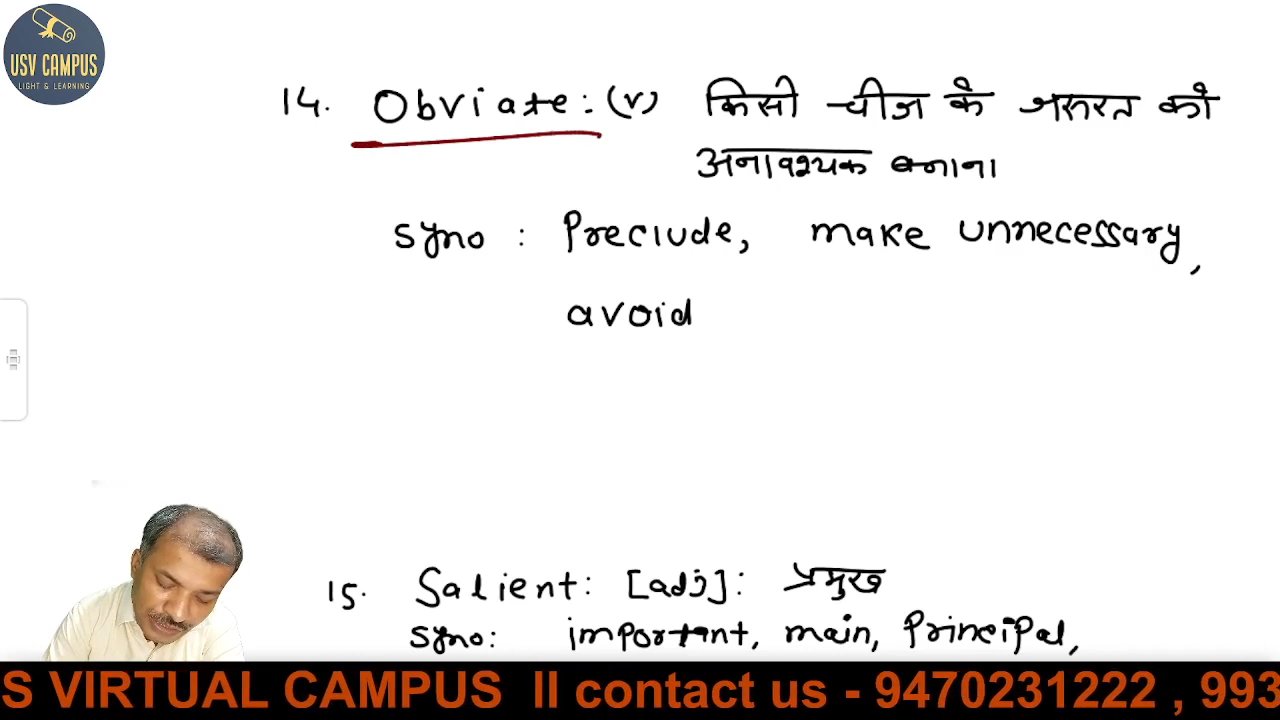 USV CAMPUS
LIGHT & LEARNING
14. Obviate : (v) किसी चीज के जरुरत को
अनावश्यक बनाना
syno : Preclude, make unnecessary,
avoid
15. Salient : [adj] : प्रमुख
syno: important, main, Principal,
S VIRTUAL CAMPUS II contact us - 9470231222 , 993